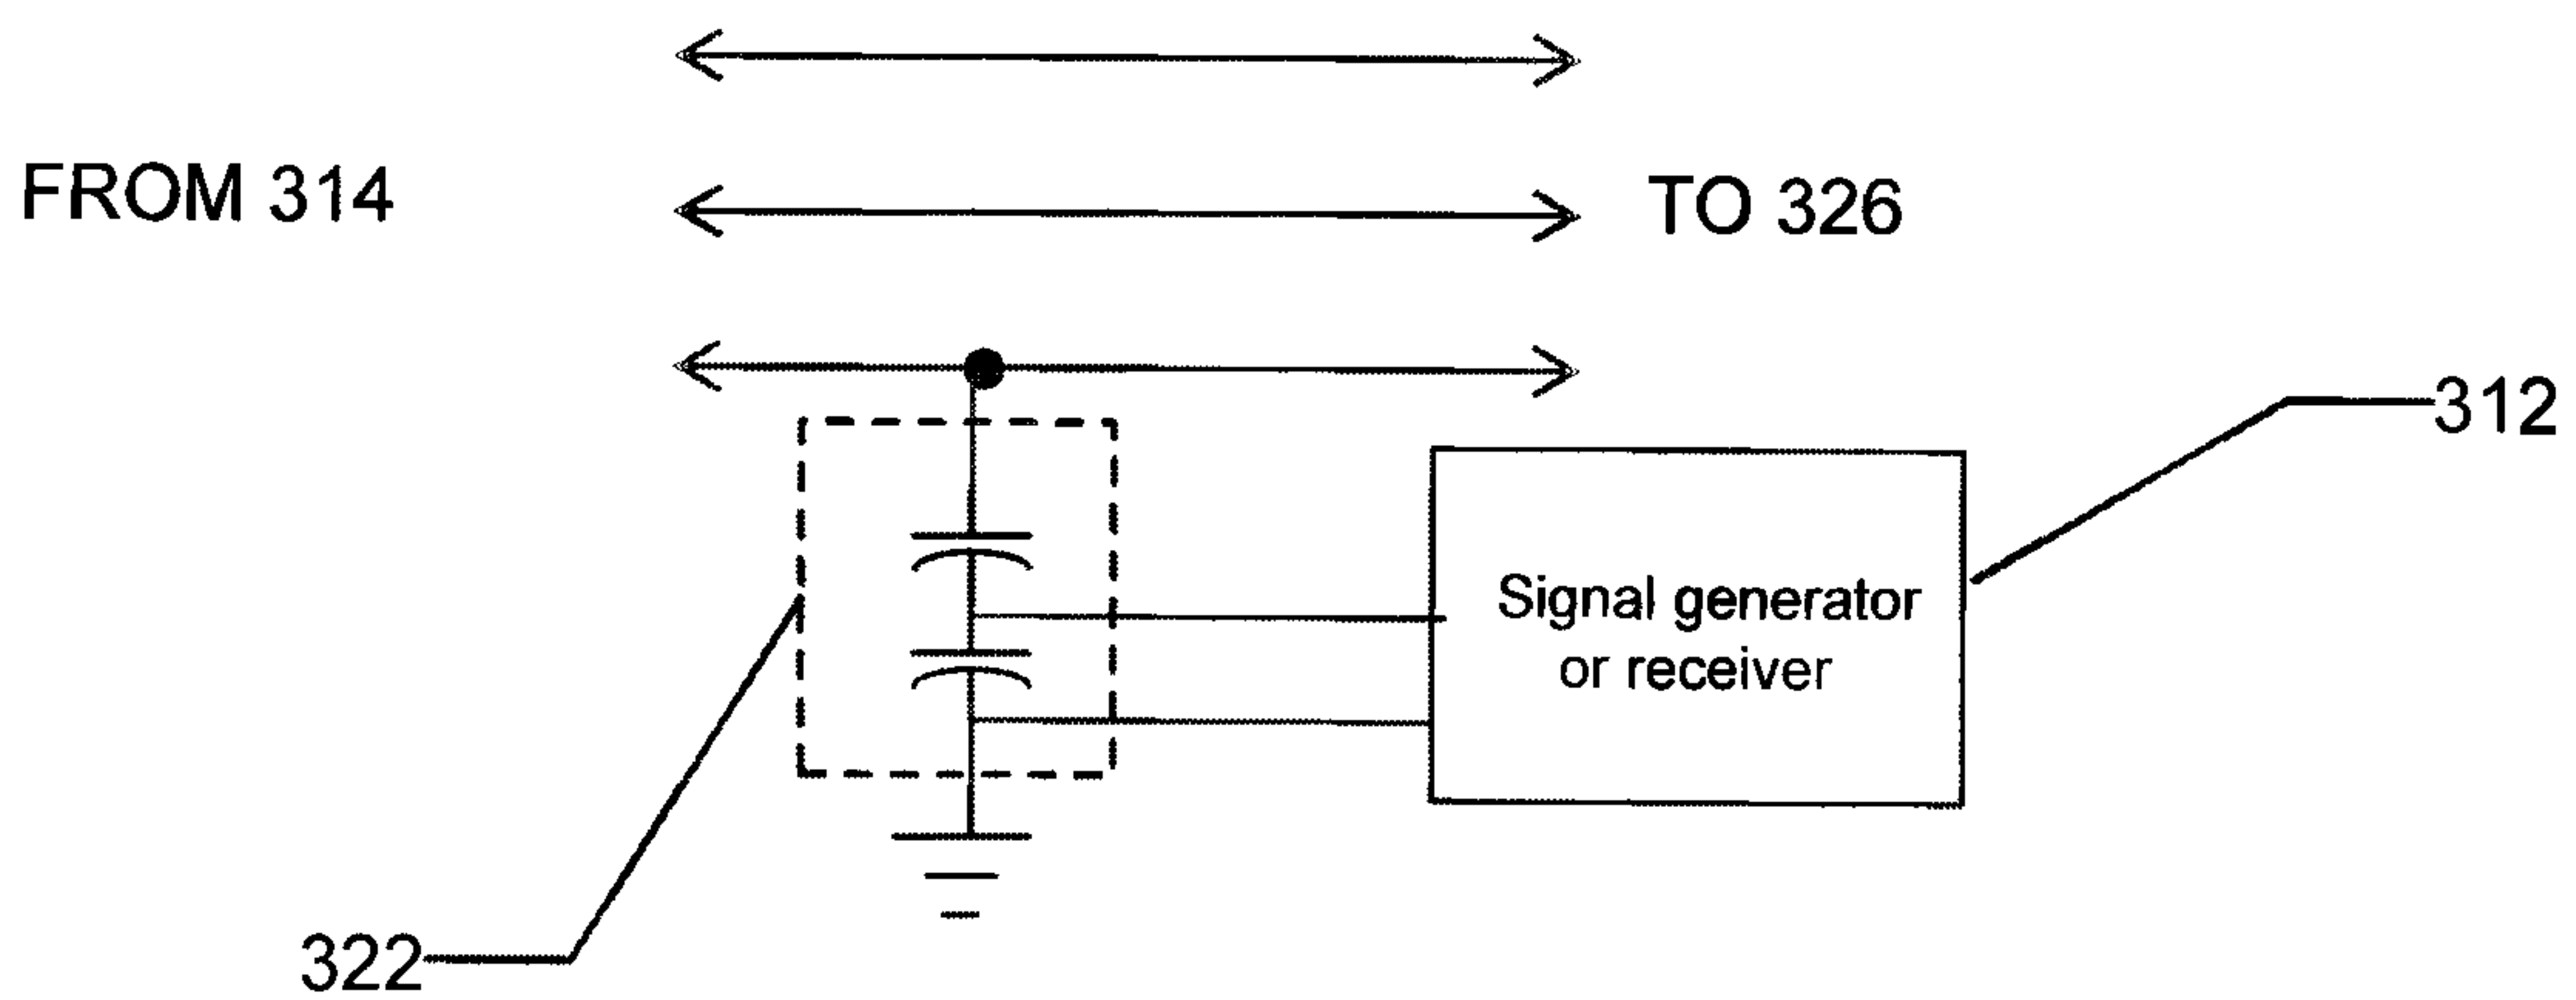 FROM 314
TO 326
312
Signal generator
or receiver
322